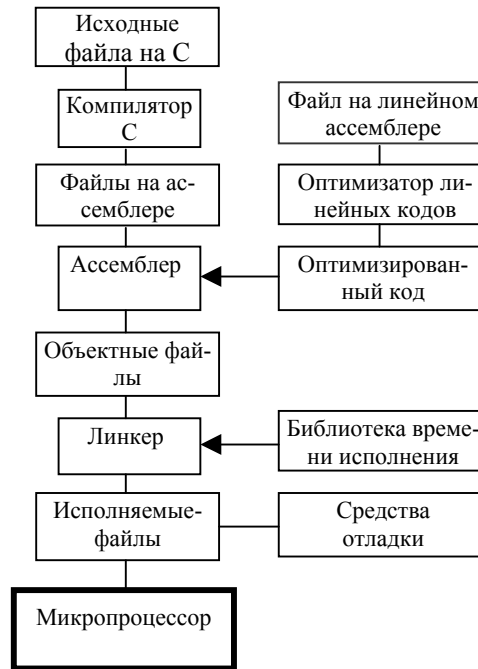 Исходные
файла на С
Компилятор
С
Файл на линейном
ассемблере
Файлы на ас-
семблере
Оптимизатор ли-
нейных кодов
Ассемблер
Оптимизирован-
ный код
Объектные фай-
лы
Линкер
Библиотека време-
ни исполнения
Исполняемые-
файлы
Средства
отладки
Микропроцессор